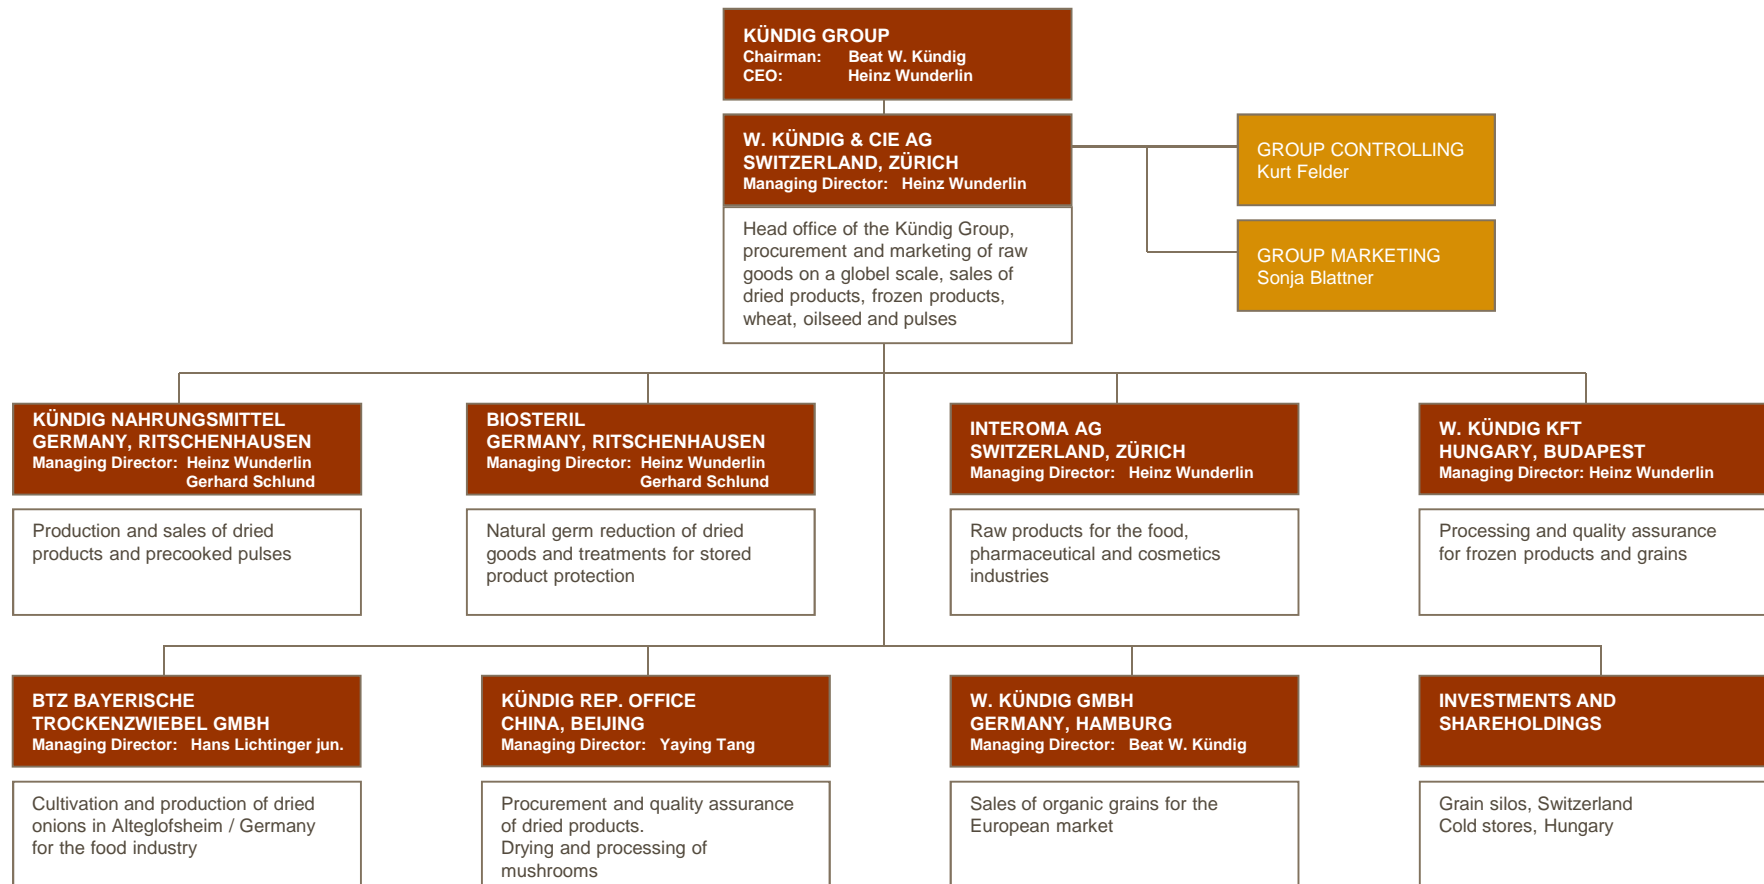 KÜNDIG GROUP
Chairman: Beat W. Kündig
CEO: Heinz Wunderlin
W. KÜNDIG & CIE AG
SWITZERLAND, ZÜRICH
Managing Director: Heinz Wunderlin
Head office of the Kündig Group,
procurement and marketing of raw
goods on a globel scale, sales of
dried products, frozen products,
wheat, oilseed and pulses
GROUP CONTROLLING
Kurt Felder
GROUP MARKETING
Sonja Blattner
KÜNDIG NAHRUNGSMITTEL
GERMANY, RITSCHENHAUSEN
Managing Director: Heinz Wunderlin
Gerhard Schlund
Production and sales of dried
products and precooked pulses
BIOSTERIL
GERMANY, RITSCHENHAUSEN
Managing Director: Heinz Wunderlin
Gerhard Schlund
Natural germ reduction of dried
goods and treatments for stored
product protection
INTEROMA AG
SWITZERLAND, ZÜRICH
Managing Director: Heinz Wunderlin
Raw products for the food,
pharmaceutical and cosmetics
industries
W. KÜNDIG KFT
HUNGARY, BUDAPEST
Managing Director: Heinz Wunderlin
Processing and quality assurance
for frozen products and grains
BTZ BAYERISCHE
TROCKENZWIEBEL GMBH
Managing Director: Hans Lichtinger jun.
Cultivation and production of dried
onions in Alteglofsheim / Germany
for the food industry
KÜNDIG REP. OFFICE
CHINA, BEIJING
Managing Director: Yaying Tang
Procurement and quality assurance
of dried products.
Drying and processing of
mushrooms
W. KÜNDIG GMBH
GERMANY, HAMBURG
Managing Director: Beat W. Kündig
Sales of organic grains for the
European market
INVESTMENTS AND
SHAREHOLDINGS
Grain silos, Switzerland
Cold stores, Hungary